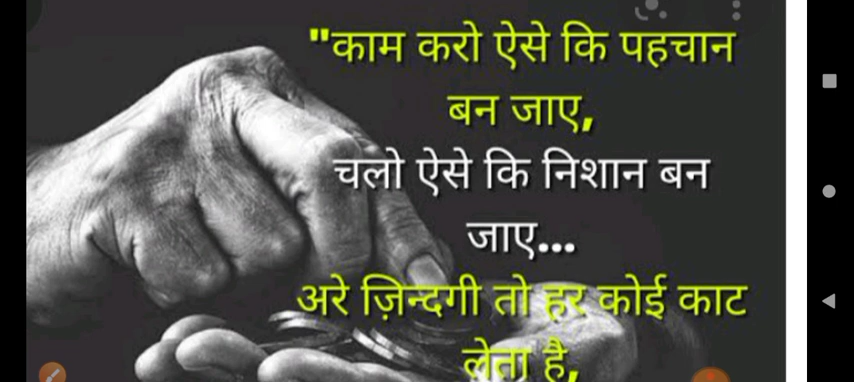 "काम करो ऐसे कि पहचान
बन जाए,
चलो ऐसे कि निशान बन
जाए...
अरे ज़िन्दगी तो हर कोई काट
लेता है,